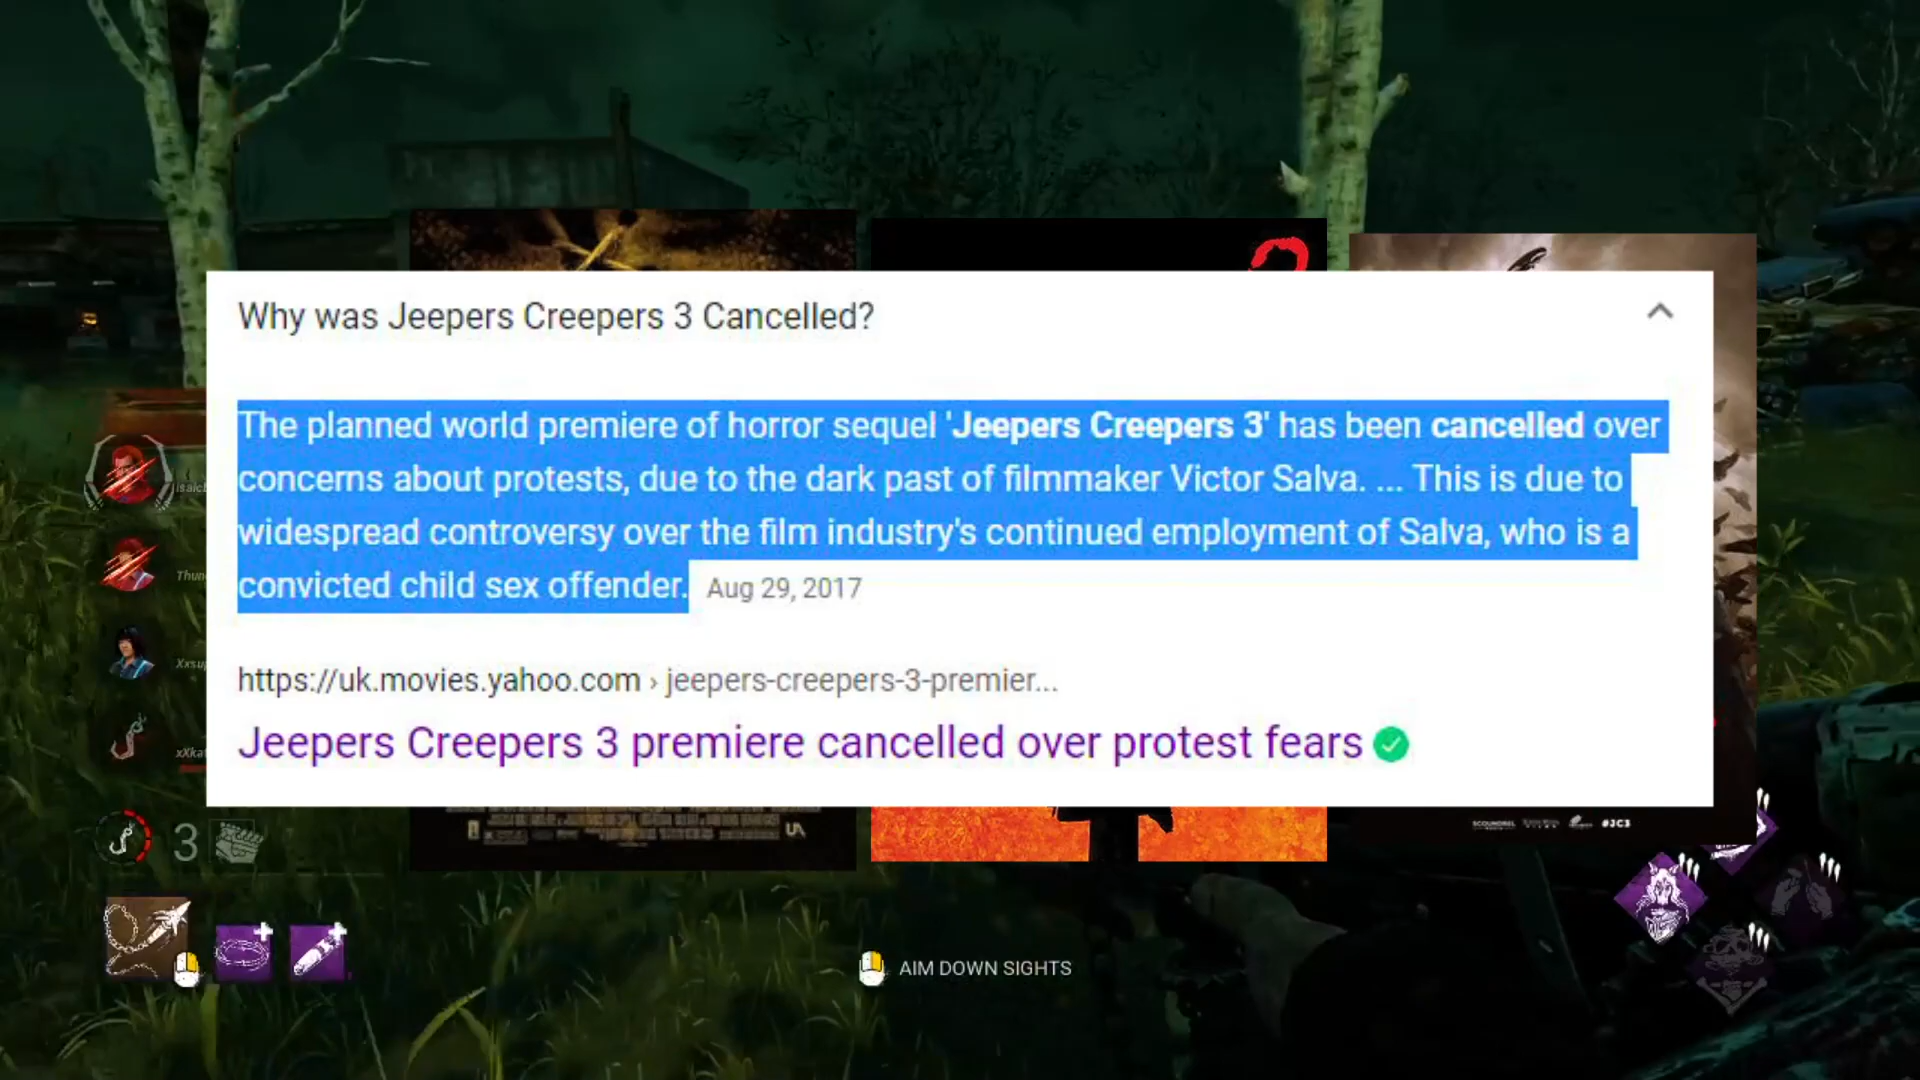 Why was Jeepers Creepers 3 Cancelled?
The planned world premiere of horror sequel 'Jeepers Creepers 3' has been cancelled over
concerns about protests, due to the dark past of filmmaker Victor Salva. ... This is due to
widespread controversy over the film industry's continued employment of Salva, who is a
convicted child sex offender. Aug 29, 2017
https://uk.movies.yahoo.com › jeepers-creepers-3-premier...
Jeepers Creepers 3 premiere cancelled over protest fears
Thun
Xxsu
xXka
#JC3
3
AIM DOWN SIGHTS